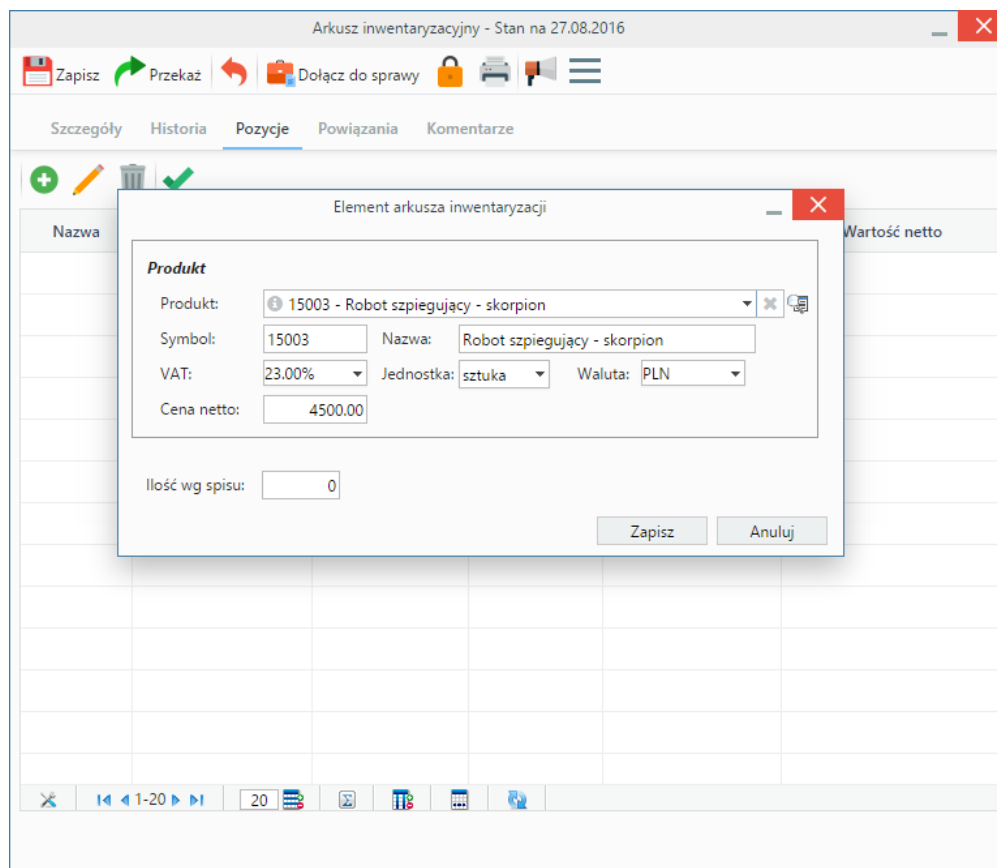 Arkusz inwentaryzacyjny - Stan na 27.08.2016
Zapisz Przekaż Dołącz do sprawy
Szczegóły Historia Pozycje Powiązania Komentarze
Element arkusza inwentaryzacji
Nazwa Wartość netto
Produkt
Produkt: 15003 - Robot szpiegujący - skorpion
Symbol: 15003 Nazwa: Robot szpiegujący - skorpion
VAT: 23.00% Jednostka: sztuka Waluta: PLN
Cena netto: 4500.00
Ilość wg spisu: 0
Zapisz Anuluj
1-20 20